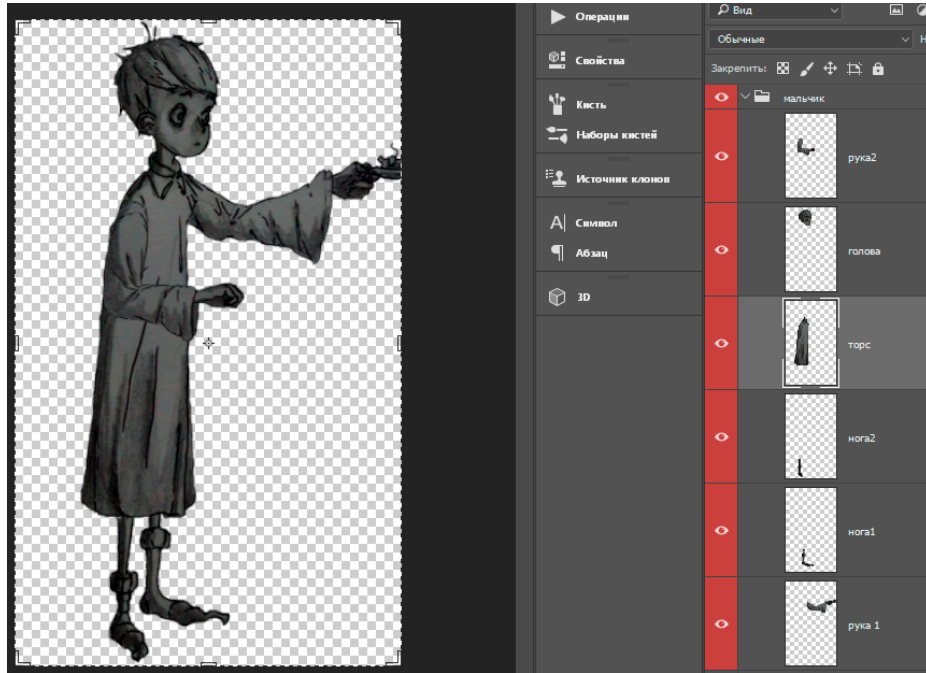 Операции
Свойства
Кисть
Наборы кистей
Источник клонов
Символ
Абзац
3D
Вид
Обычные
Закрепить:
мальчик
рука2
голова
торс
нога2
нога1
рука 1